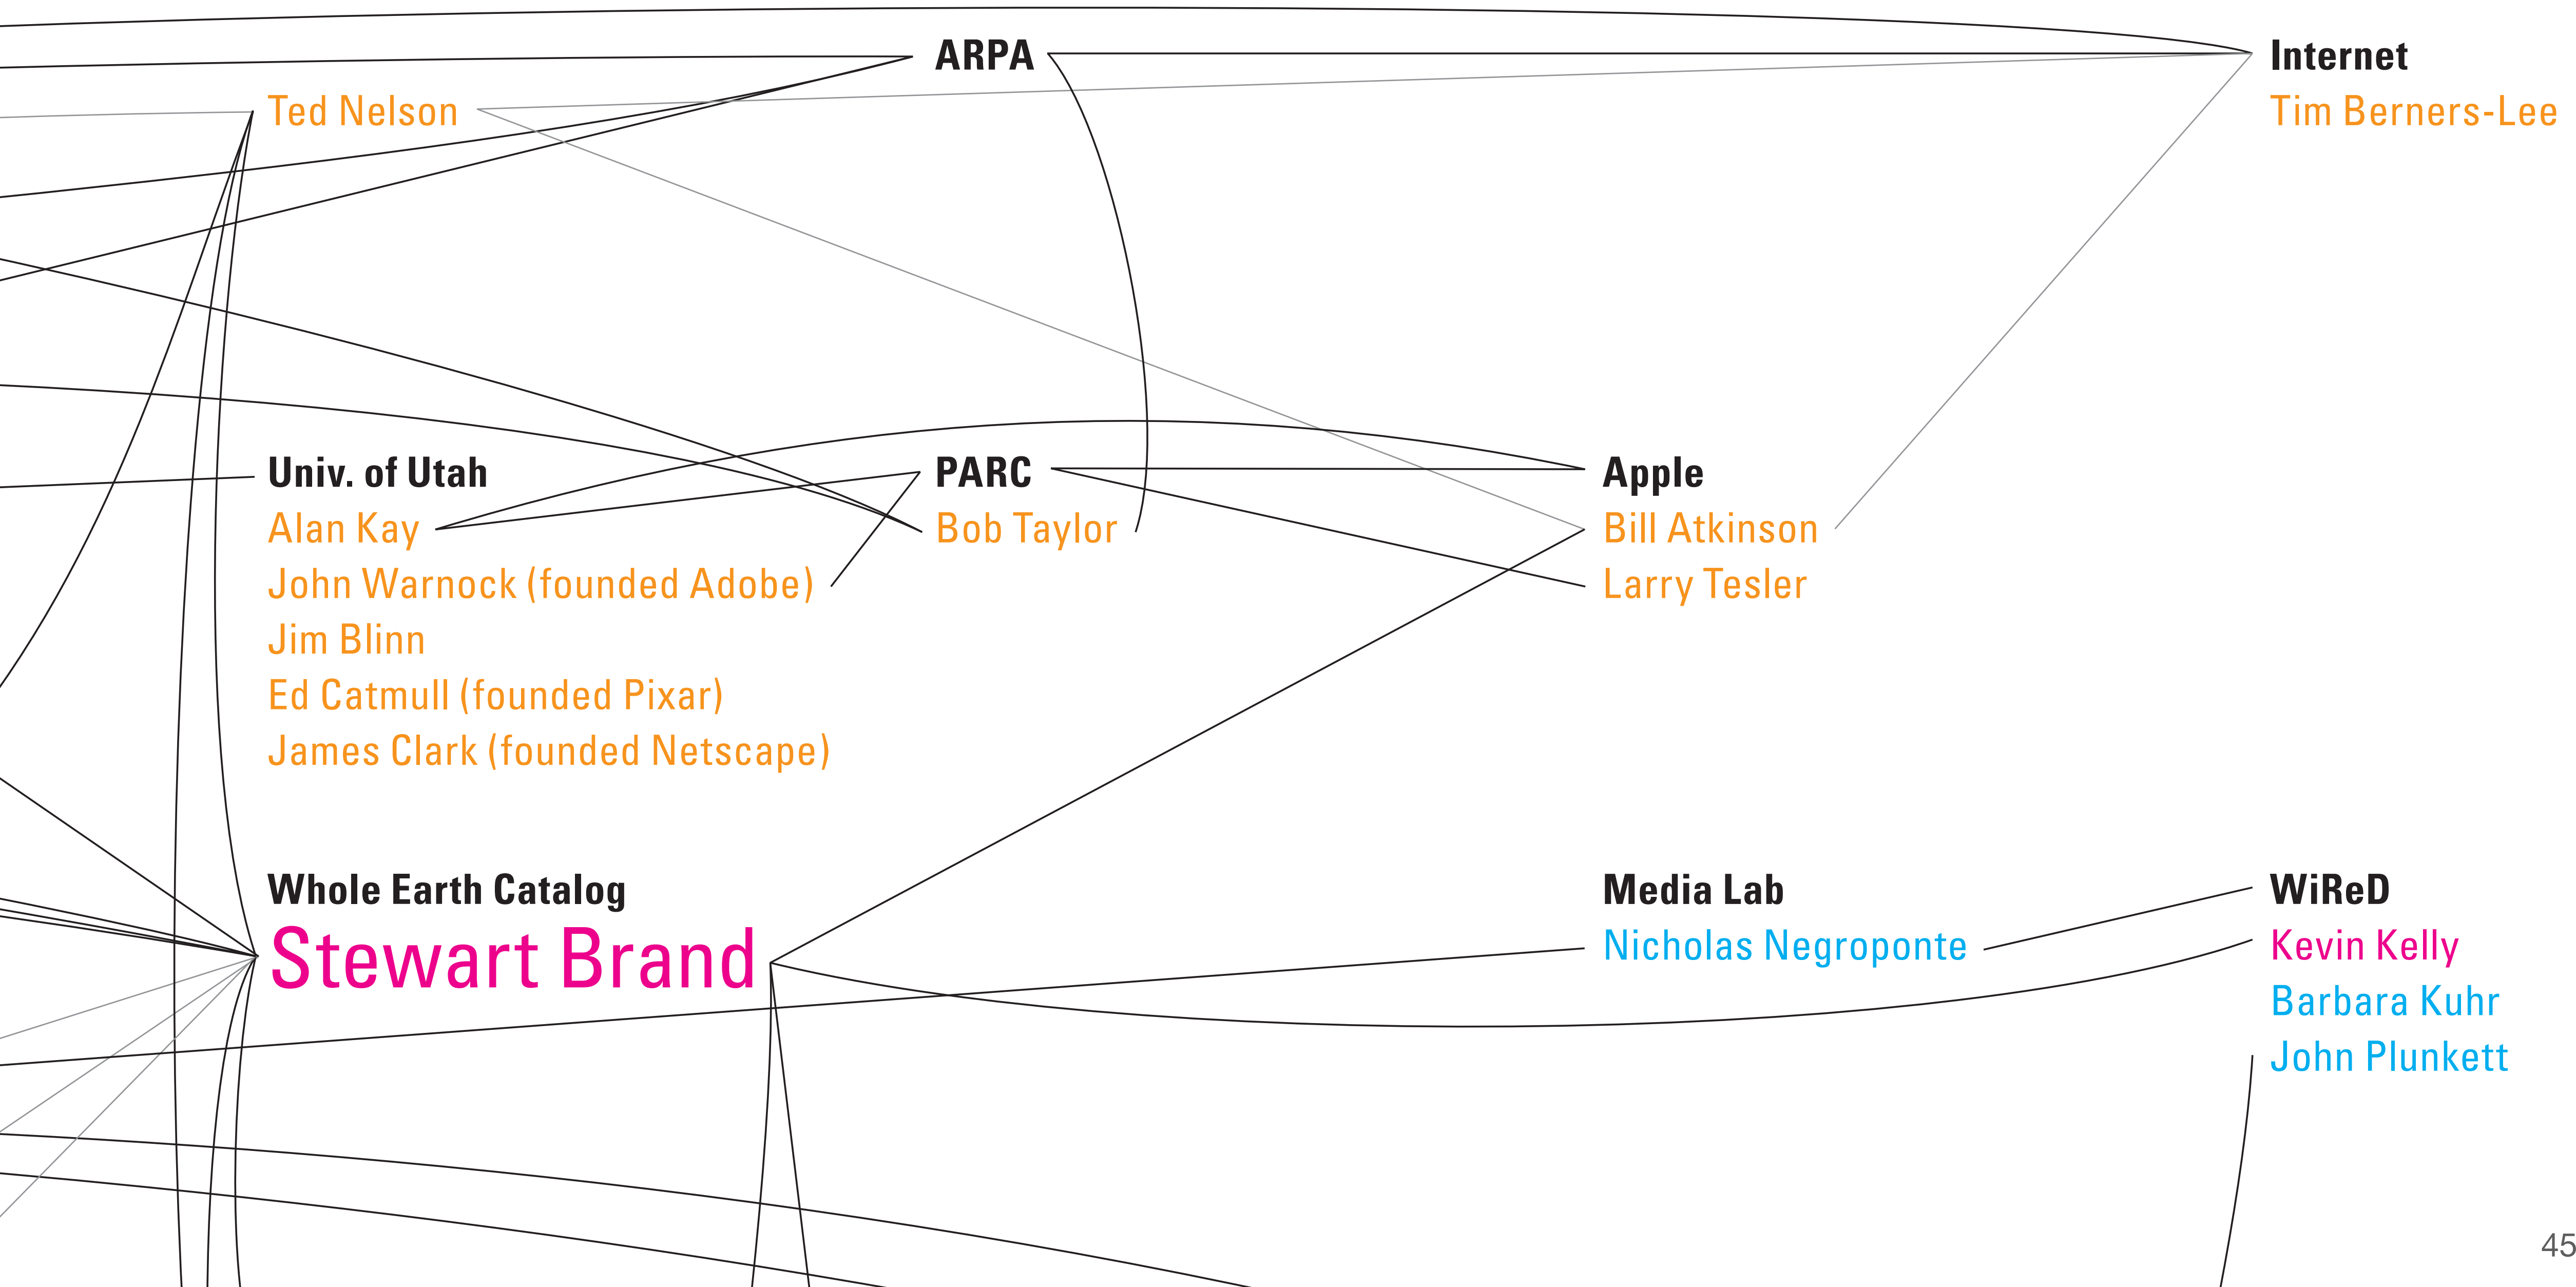 ARPA
Internet
Ted Nelson
Tim Berners-Lee
Univ. of Utah
Alan Kay
John Warnock (founded Adobe)
Jim Blinn
Ed Catmull (founded Pixar)
James Clark (founded Netscape)
PARC
Bob Taylor
Apple
Bill Atkinson
Larry Tesler
Whole Earth Catalog
Stewart Brand
Media Lab
Nicholas Negroponte
WiReD
Kevin Kelly
Barbara Kuhr
John Plunkett
45